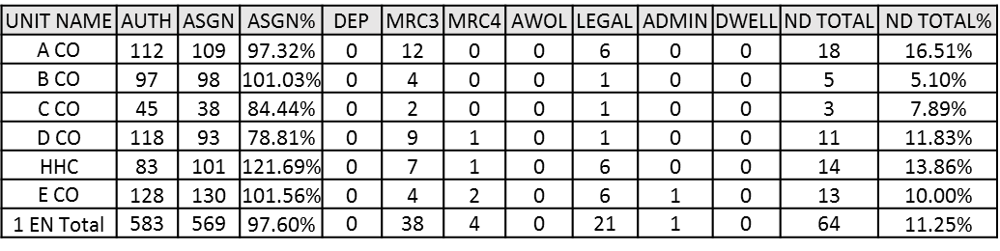 UNIT NAME AUTH ASGN ASGN% DEP MRC3 MRC4 AWOL LEGAL ADMIN DWELL ND TOTAL ND TOTAL%
A CO 112 109 97.32% 0 12 0 0 6 0 0 18 16.51%
B CO 97 98 101.03% 0 4 0 0 1 0 0 5 5.10%
C CO 45 38 84.44% 0 2 0 0 1 0 0 3 7.89%
D CO 118 93 78.81% 0 9 1 0 1 0 0 11 11.83%
HHC 83 101 121.69% 0 7 1 0 6 0 0 14 13.86%
E CO 128 130 101.56% 0 4 2 0 6 1 0 13 10.00%
1 EN Total 583 569 97.60% 0 38 4 0 21 1 0 64 11.25%